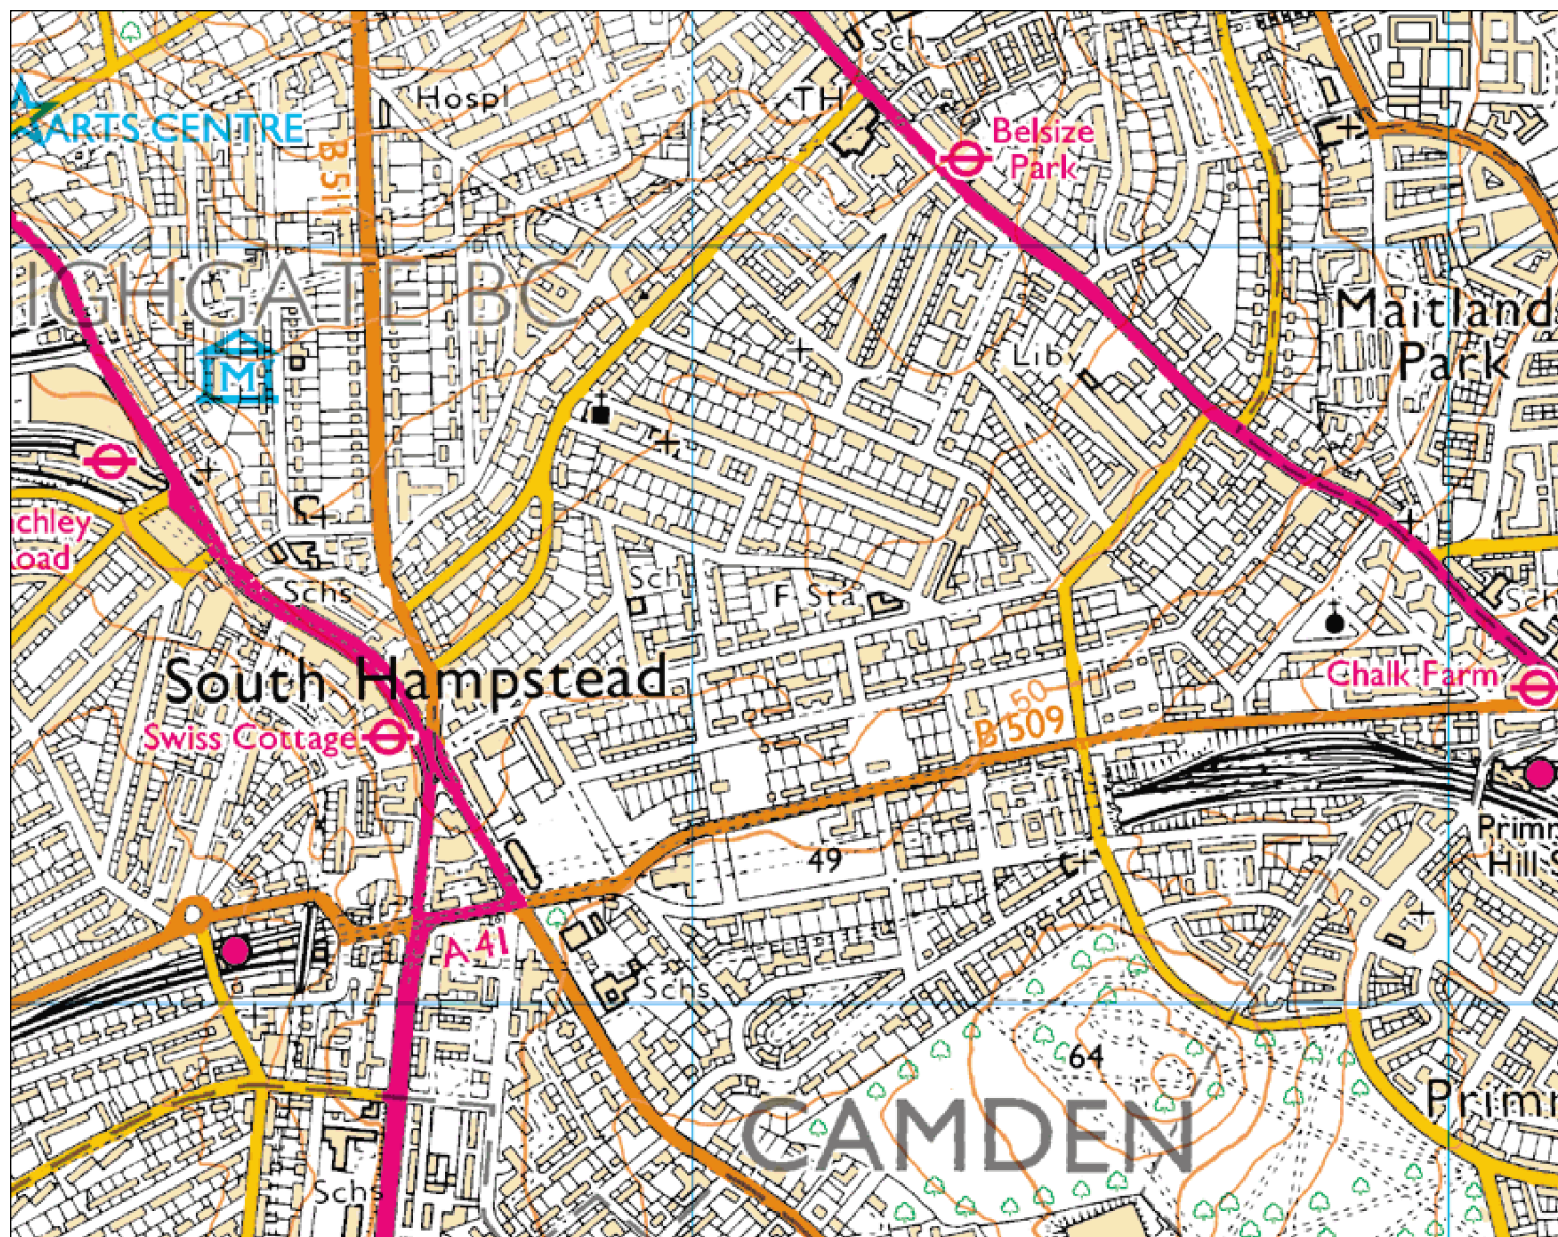 Sch
Hospl
TH
ARTS CENTRE
Belsize
Park
B 511
IGHGATE BC
Maitland
Park
Liby
M
nchley
Road
Schs
Sch
F Sta
Sch
South Hampstead
Chalk Farm
Swiss Cottage
50
B 509
49
Primr
Hill S
A 41
Schs
64
Primr
CAMDEN
Schs